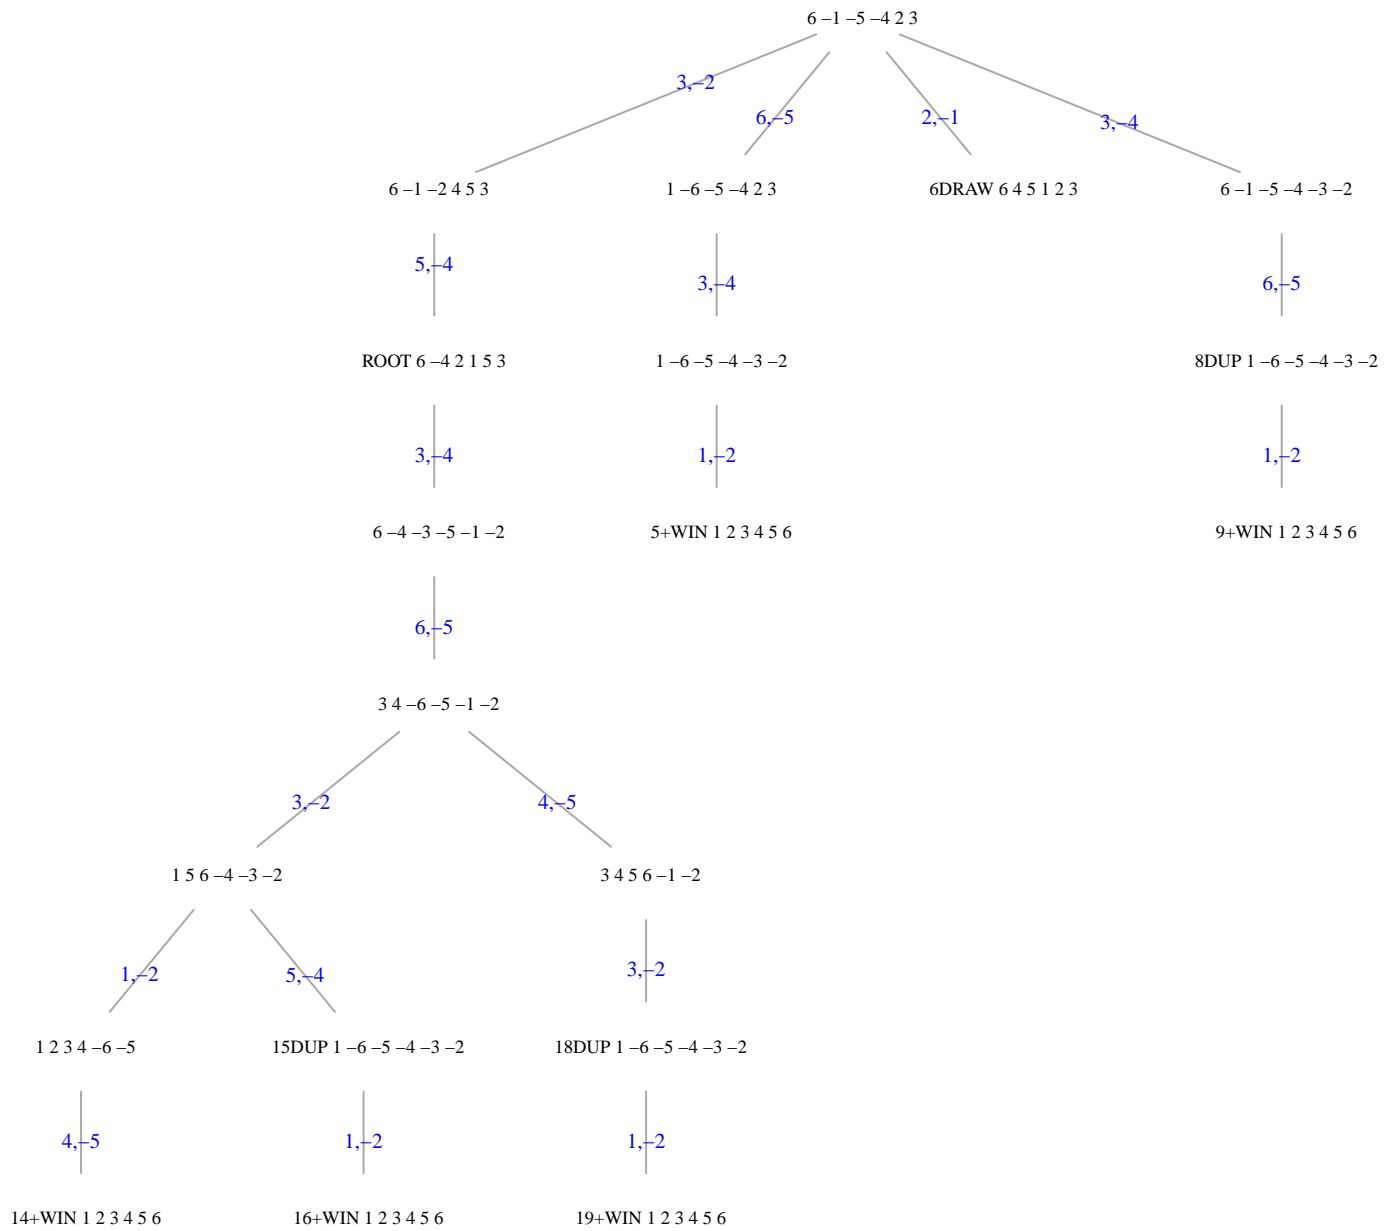 6 –1 –5 –4 2 3
3,–2
6,–5
2,–1
3,–4
6 –1 –2 4 5 3
1 –6 –5 –4 2 3
6DRAW 6 4 5 1 2 3
6 –1 –5 –4 –3 –2
5,–4
3,–4
6,–5
ROOT 6 –4 2 1 5 3
1 –6 –5 –4 –3 –2
8DUP 1 –6 –5 –4 –3 –2
3,–4
1,–2
1,–2
6 –4 –3 –5 –1 –2
5+WIN 1 2 3 4 5 6
9+WIN 1 2 3 4 5 6
6,–5
3 4 –6 –5 –1 –2
3,–2
4,–5
1 5 6 –4 –3 –2
3 4 5 6 –1 –2
1,–2
5,–4
3,–2
1 2 3 4 –6 –5
15DUP 1 –6 –5 –4 –3 –2
18DUP 1 –6 –5 –4 –3 –2
4,–5
1,–2
1,–2
14+WIN 1 2 3 4 5 6
16+WIN 1 2 3 4 5 6
19+WIN 1 2 3 4 5 6